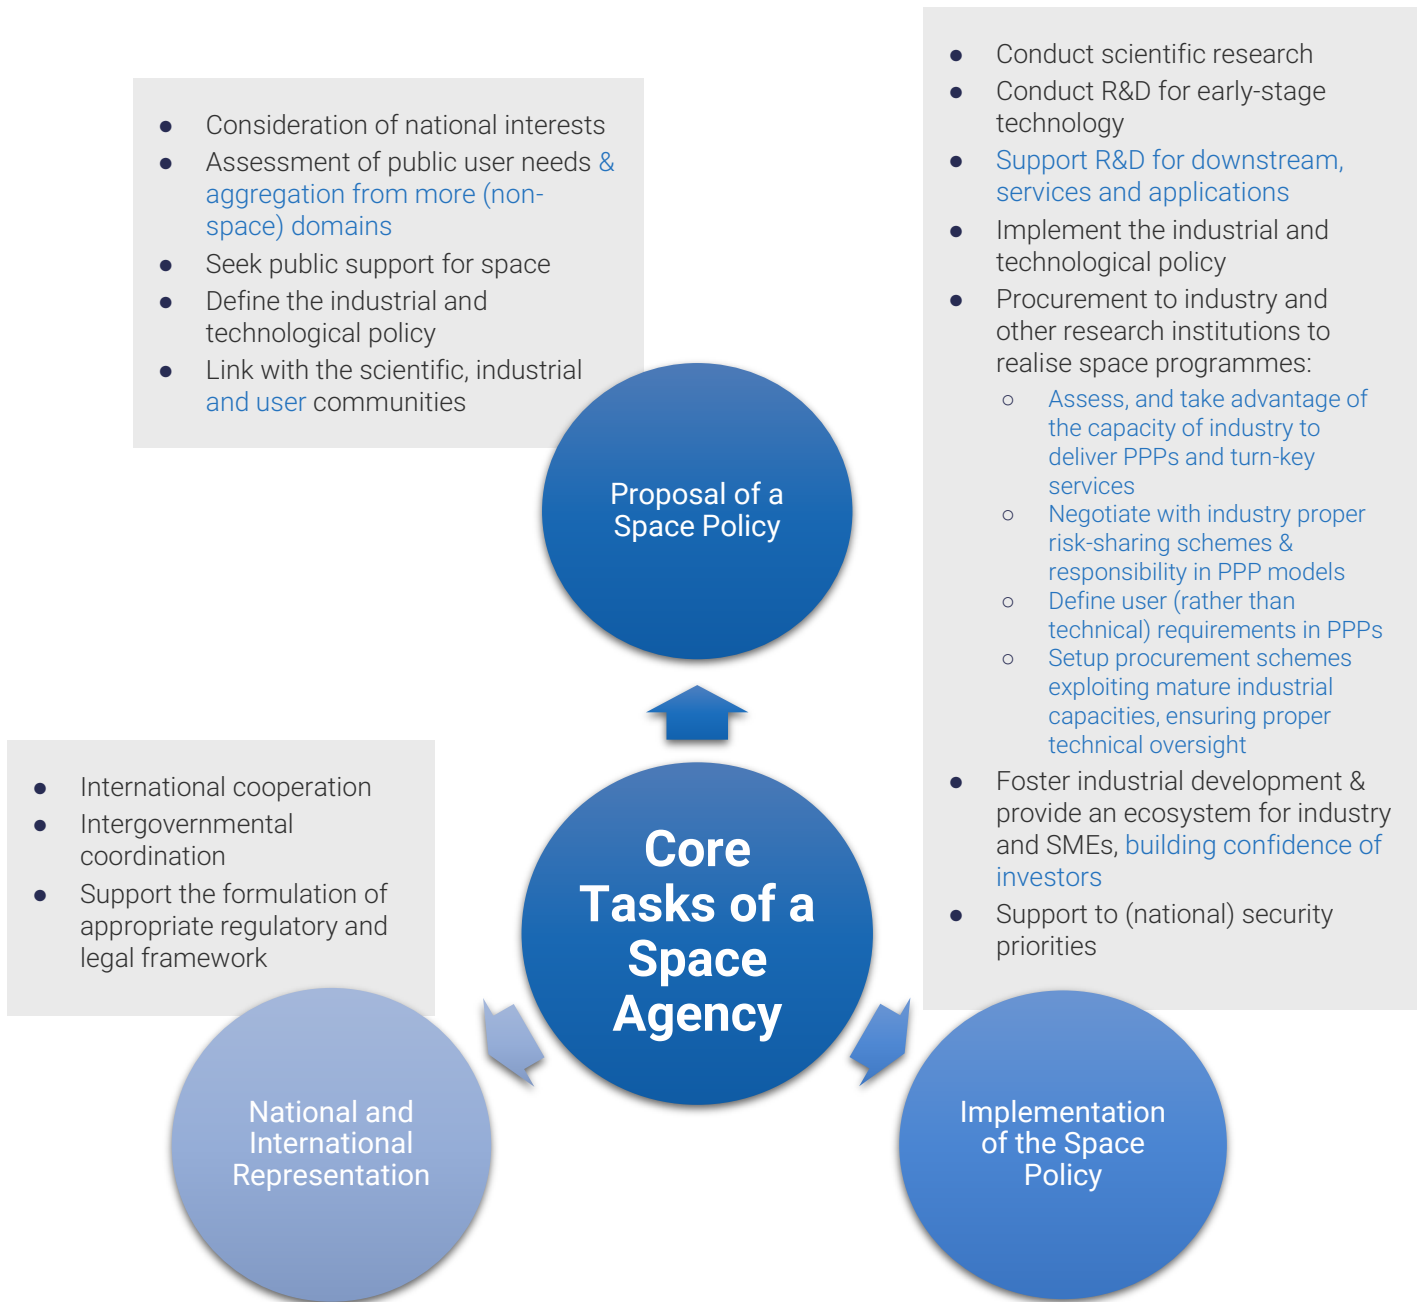 ● Consideration of national interests
● Assessment of public user needs &
aggregation from more (non-
space) domains
● Seek public support for space
● Define the industrial and
technological policy
● Link with the scientific, industrial
and user communities
Proposal of a
Space Policy
● Conduct scientific research
● Conduct R&D for early-stage
technology
● Support R&D for downstream,
services and applications
● Implement the industrial and
technological policy
● Procurement to industry and
other research institutions to
realise space programmes:
○ Assess, and take advantage of
the capacity of industry to
deliver PPPs and turn-key
services
○ Negotiate with industry proper
risk-sharing schemes &
responsibility in PPP models
○ Define user (rather than
technical) requirements in PPPs
○ Setup procurement schemes
exploiting mature industrial
capacities, ensuring proper
technical oversight
● Foster industrial development &
provide an ecosystem for industry
and SMEs, building confidence of
investors
● Support to (national) security
priorities
● International cooperation
● Intergovernmental
coordination
● Support the formulation of
appropriate regulatory and
legal framework
Core
Tasks of a
Space
Agency
National and
International
Representation
Implementation
of the Space
Policy